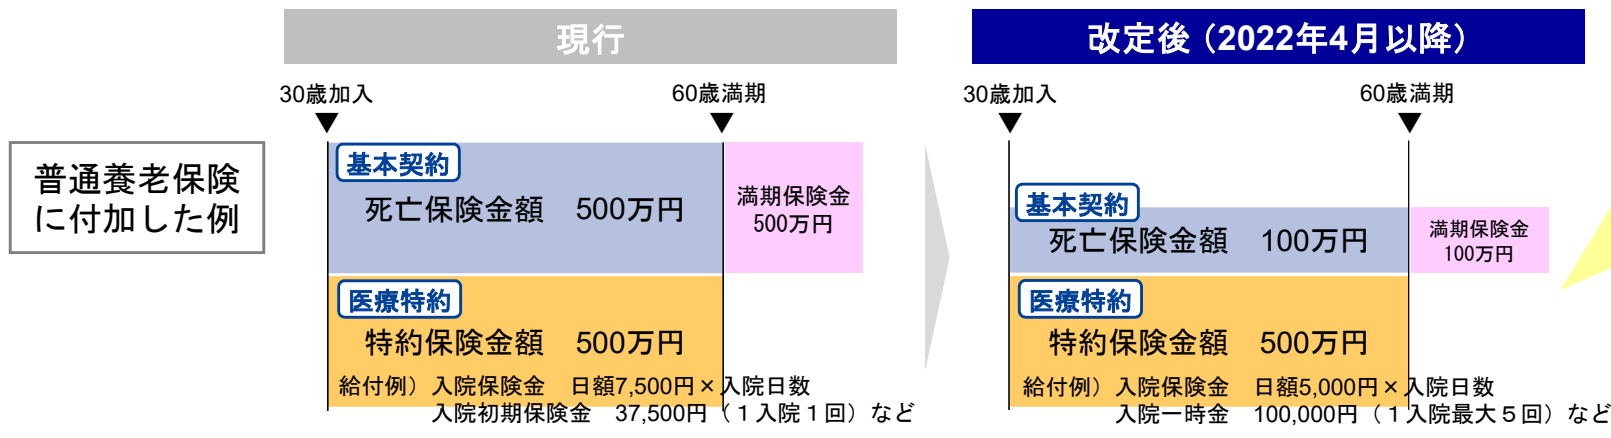 現行
改定後（2022年4月以降）
30歳加入
60歳満期
30歳加入
60歳満期
普通養老保険
に付加した例
基本契約
死亡保険金額　500万円
満期保険金
500万円
医療特約
特約保険金額　500万円
給付例）入院保険金　日額7,500円×入院日数
入院初期保険金　37,500円（１入院１回）など
基本契約
死亡保険金額　100万円
満期保険金
100万円
医療特約
特約保険金額　500万円
給付例）入院保険金　日額5,000円×入院日数
入院一時金　100,000円（１入院最大５回）など